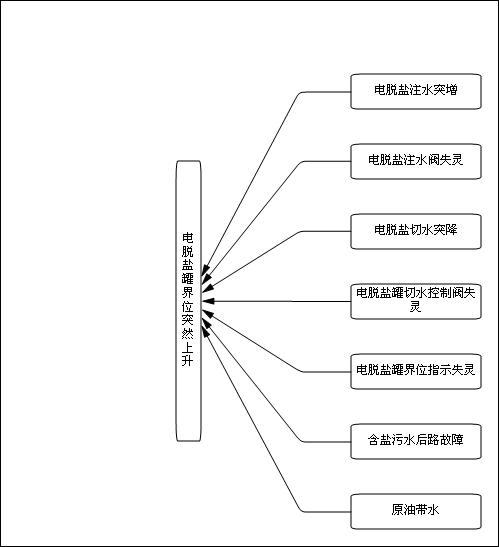 电脱盐罐界位突然上升
电脱盐注水突增
电脱盐注水阀失灵
电脱盐切水突降
电脱盐罐切水控制阀失
灵
电脱盐罐界位指示失灵
含盐污水后路故障
原油带水